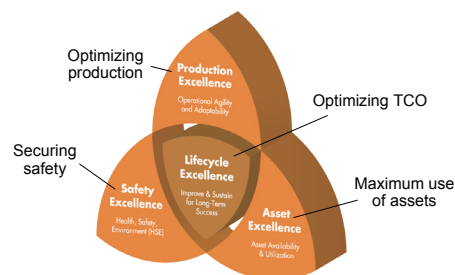 Optimizing
production
Production
Excellence
Operational Agility
and Adaptability
Optimizing TCO
Securing
safety
Lifecycle
Excellence
Improve & Sustain
for Long-Term
Success
Safety
Excellence
Health, Safety,
Environment (HSE)
Maximum use
of assets
Asset
Excellence
Asset Availability
& Utilization